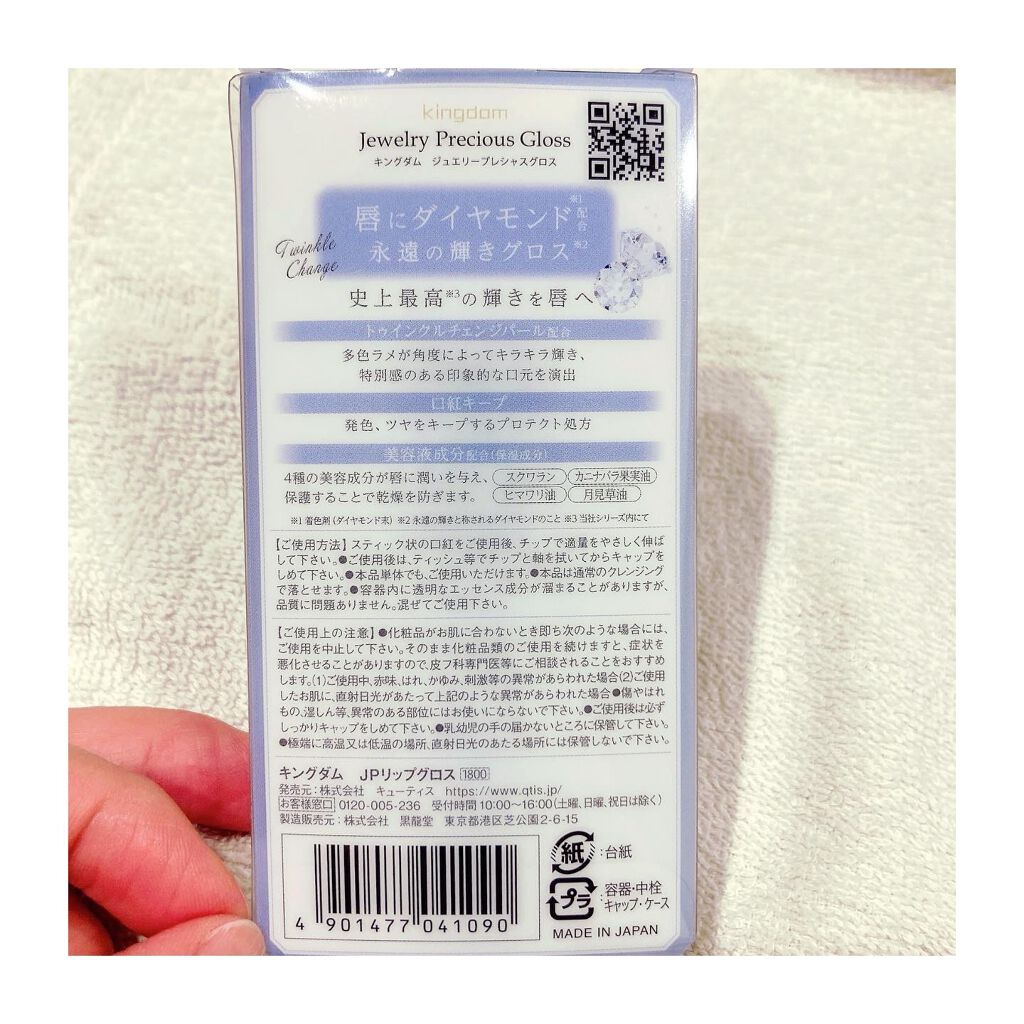 kingdom
Jewelry Precious Gloss
キングダム ジュエリープレシャスグロス
唇にダイヤモンド※1配合
永遠の輝きグロス※2
Twinkle
Change
史上最高※3の輝きを唇へ
トゥインクルチェンジパール配合
多色ラメが角度によってキラキラ輝き、
特別感のある印象的な口元を演出
口紅キープ
発色、ツヤをキープするプロテクト処方
美容液成分配合(保湿成分)
4種の美容成分が唇に潤いを与え、 スクワラン カニナバラ果実油
保護することで乾燥を防ぎます。 ヒマワリ油 月見草油
※1 着色剤(ダイヤモンド末) ※2 永遠の輝きと称されるダイヤモンドのこと ※3 当社シリーズ内にて
【ご使用方法】スティック状の口紅をご使用後、チップで適量をやさしく伸ば
して下さい。●ご使用後は、ティッシュ等でチップと軸を拭いてからキャップを
しめて下さい。●本品単体でも、ご使用いただけます。●本品は通常のクレンジング
で落とせます。●容器内に透明なエッセンス成分が溜まることがありますが、
品質に問題ありません。混ぜてご使用下さい。
【ご使用上の注意】●化粧品がお肌に合わないとき即ち次のような場合には、
ご使用を中止して下さい。そのまま化粧品類のご使用を続けますと、症状を
悪化させることがありますので、皮フ科専門医等にご相談されることをおすすめ
します。(1)ご使用中、赤味、はれ、かゆみ、刺激等の異常があらわれた場合(2)ご使用
したお肌に、直射日光があたって上記のような異常があらわれた場合●傷やはれ
もの、湿しん等、異常のある部位にはお使いにならないで下さい。●ご使用後は必ず
しっかりキャップをしめて下さい。●乳幼児の手の届かないところに保管して下さい。
●極端に高温又は低温の場所、直射日光のあたる場所には保管しないで下さい。
キングダム JPリップグロス 1800
発売元:株式会社 キューティス https://www.qtis.jp/
お客様窓口 0120-005-236 受付時間10:00～16:00(土曜、日曜、祝日は除く)
製造販売元:株式会社 黒龍堂 東京都港区芝公園2-6-15
紙:台紙
プラ:容器・中栓
キャップ・ケース
4 901477 041090
MADE IN JAPAN